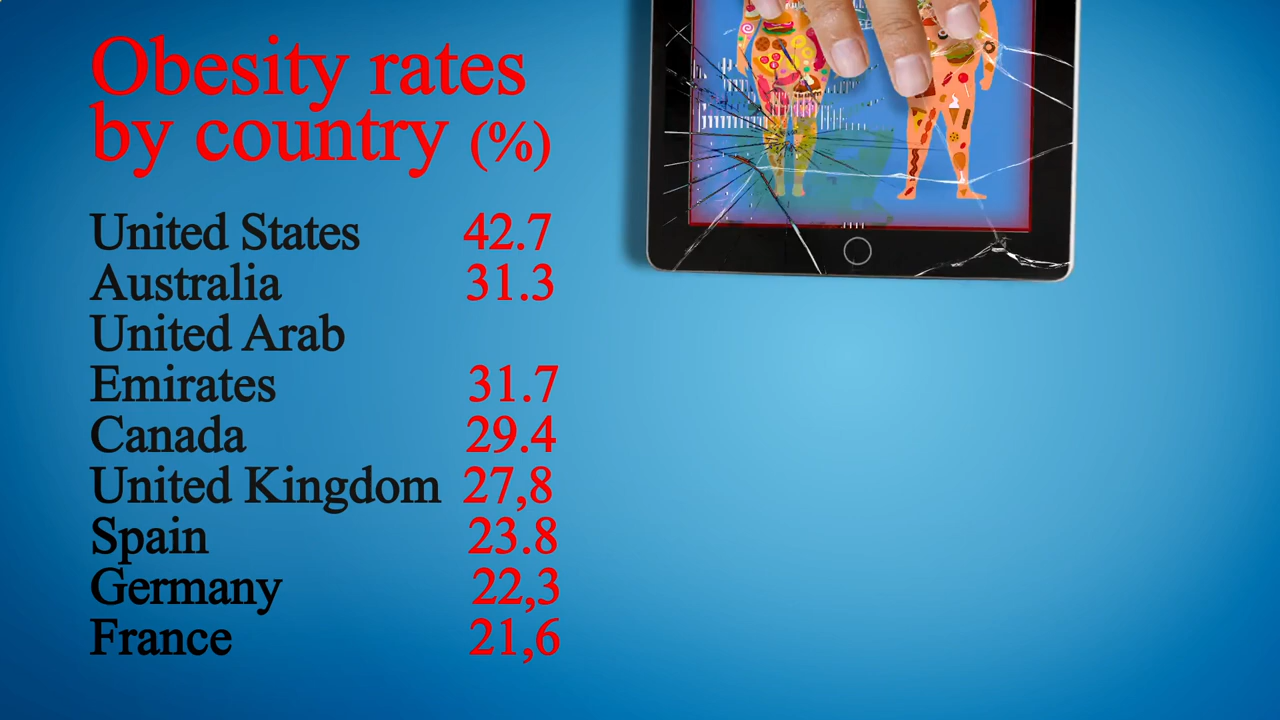 Obesity rates
by country (%)
United States 42.7
Australia 31.3
United Arab
Emirates 31.7
Canada 29.4
United Kingdom 27,8
Spain 23.8
Germany 22,3
France 21,6